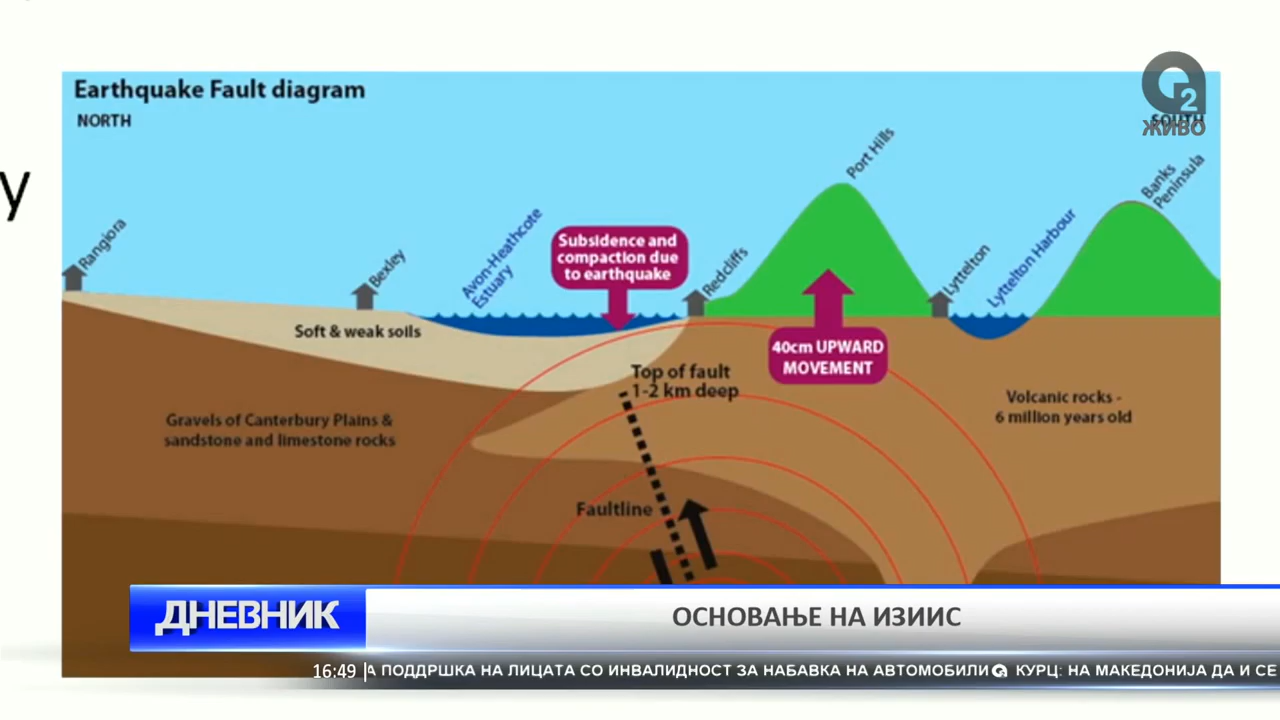 Earthquake Fault diagram
NORTH
2
SOUTH
ЖИВО
y
Rangiora
Bexley
Avon-Heathcote
Estuary
Subsidence and
compaction due
to earthquake
Redcliffs
Port Hills
Lyttelton
Lyttelton Harbour
Banks
Peninsula
Soft & weak soils
40cm UPWARD
MOVEMENT
Top of fault
1-2 km deep
Volcanic rocks -
6 million years old
Gravels of Canterbury Plains &
sandstone and limestone rocks
Faultline
ДНЕВНИК
ОСНОВАЊЕ НА ИЗИИС
16:49
А ПОДДРШКА НА ЛИЦАТА СО ИНВАЛИДНОСТ ЗА НАБАВКА НА АВТОМОБИЛИ КУРЦ: НА МАКЕДОНИЈА ДА И СЕ